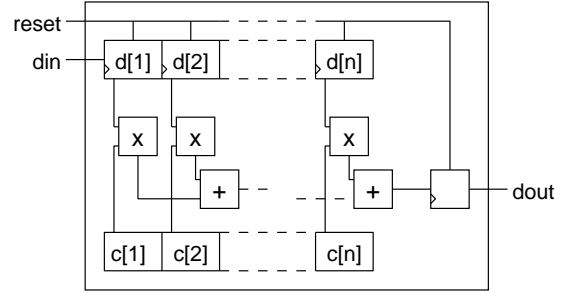 reset
din d[1] d[2] d[n]
x x x
+ + dout
c[1] c[2] c[n]